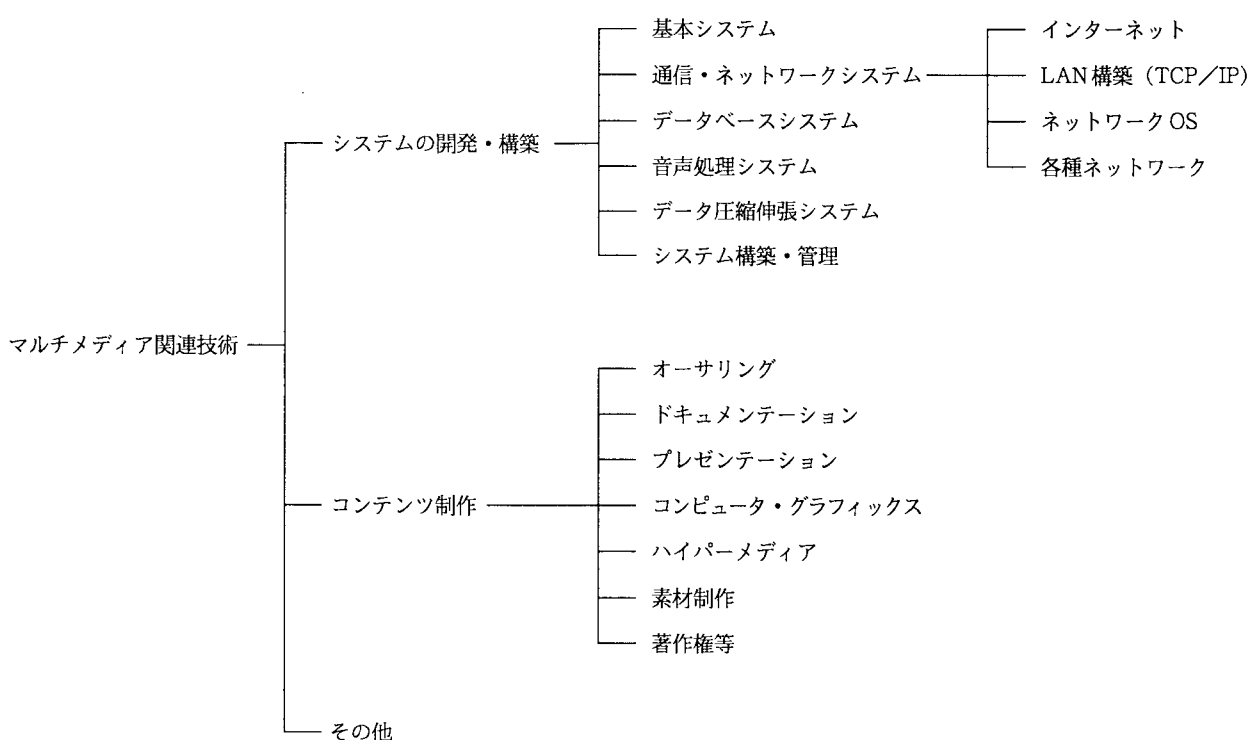 基本システム
インターネット
通信・ネットワークシステム
LAN構築（TCP／IP）
データベースシステム
ネットワークOS
システムの開発・構築
音声処理システム
各種ネットワーク
データ圧縮伸張システム
システム構築・管理
マルチメディア関連技術
オーサリング
ドキュメンテーション
プレゼンテーション
コンテンツ制作
コンピュータ・グラフィックス
ハイパーメディア
素材制作
著作権等
その他